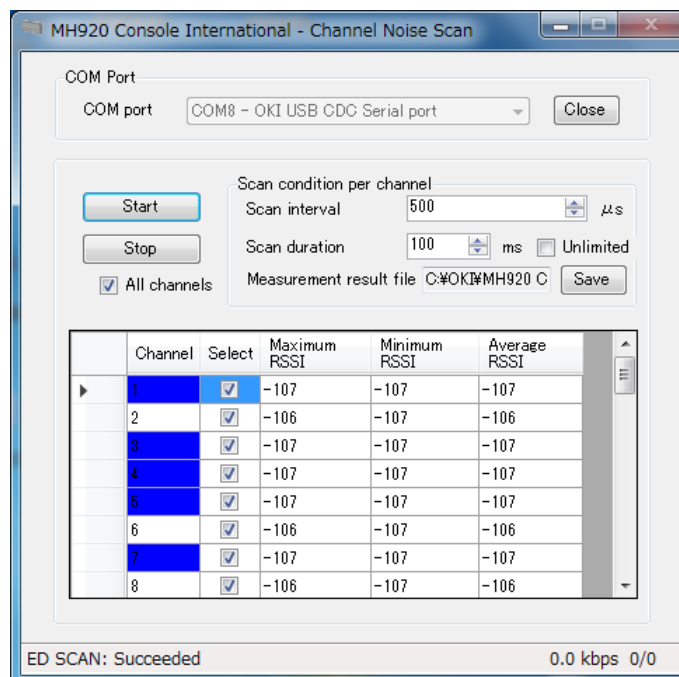 MH920 Console International - Channel Noise Scan
COM Port
COM port COM8 - OKI USB CDC Serial port Close
Scan condition per channel
Start Scan interval 500 μs
Stop Scan duration 100 ms Unlimited
All channels Measurement result file C:¥OKI¥MH920 C Save
Channel Select Maximum RSSI Minimum RSSI Average RSSI
1 -107 -107 -107
2 -106 -107 -106
3 -107 -107 -107
4 -107 -107 -107
5 -107 -107 -107
6 -106 -107 -106
7 -107 -107 -107
8 -106 -107 -106
ED SCAN: Succeeded 0.0 kbps 0/0